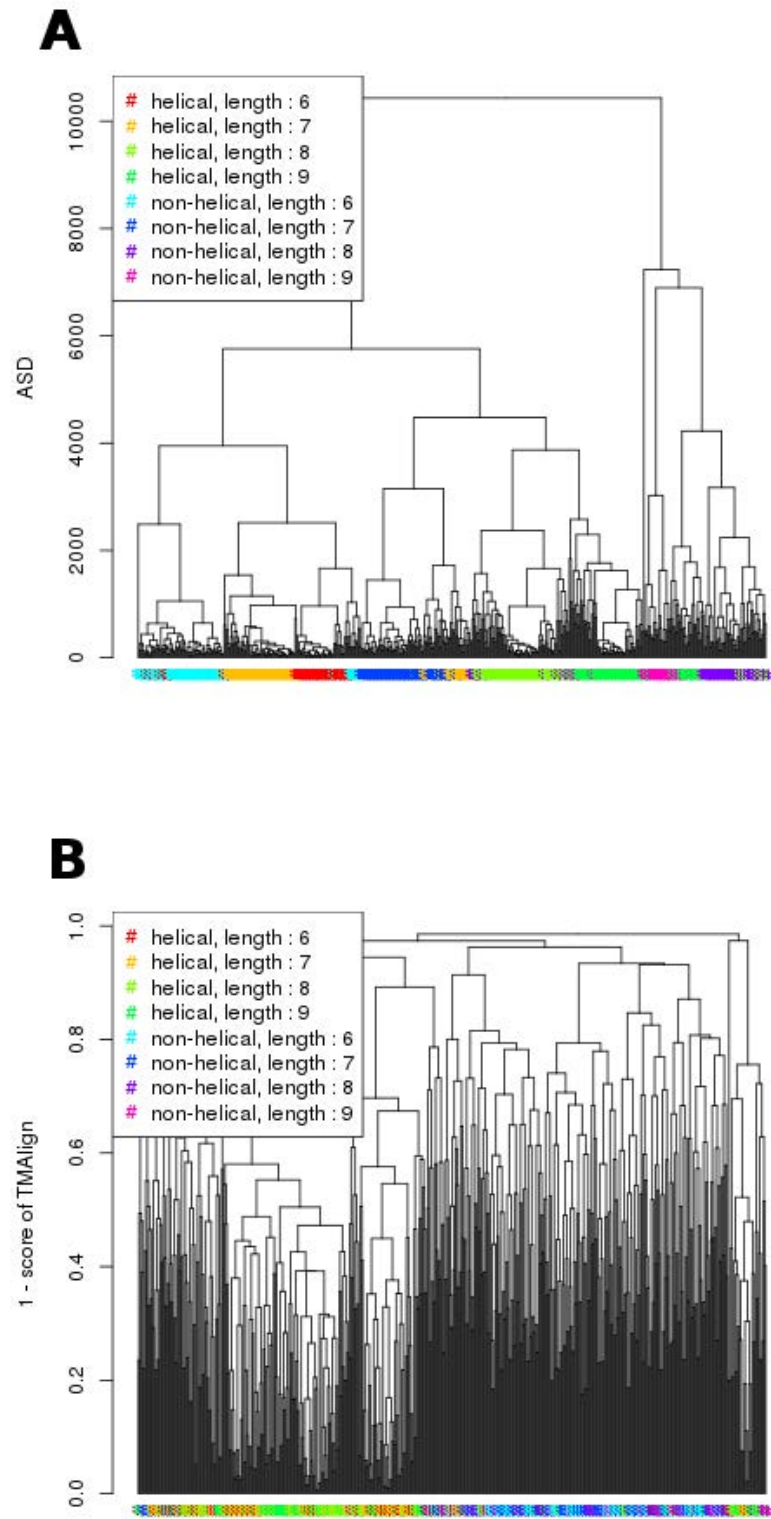 A
# helical, length : 6
# helical, length : 7
# helical, length : 8
# helical, length : 9
# non-helical, length : 6
# non-helical, length : 7
# non-helical, length : 8
# non-helical, length : 9
ASD
10000
8000
6000
4000
2000
0
B
# helical, length : 6
# helical, length : 7
# helical, length : 8
# helical, length : 9
# non-helical, length : 6
# non-helical, length : 7
# non-helical, length : 8
# non-helical, length : 9
1 - score of TMAlign
1.0
0.8
0.6
0.4
0.2
0.0